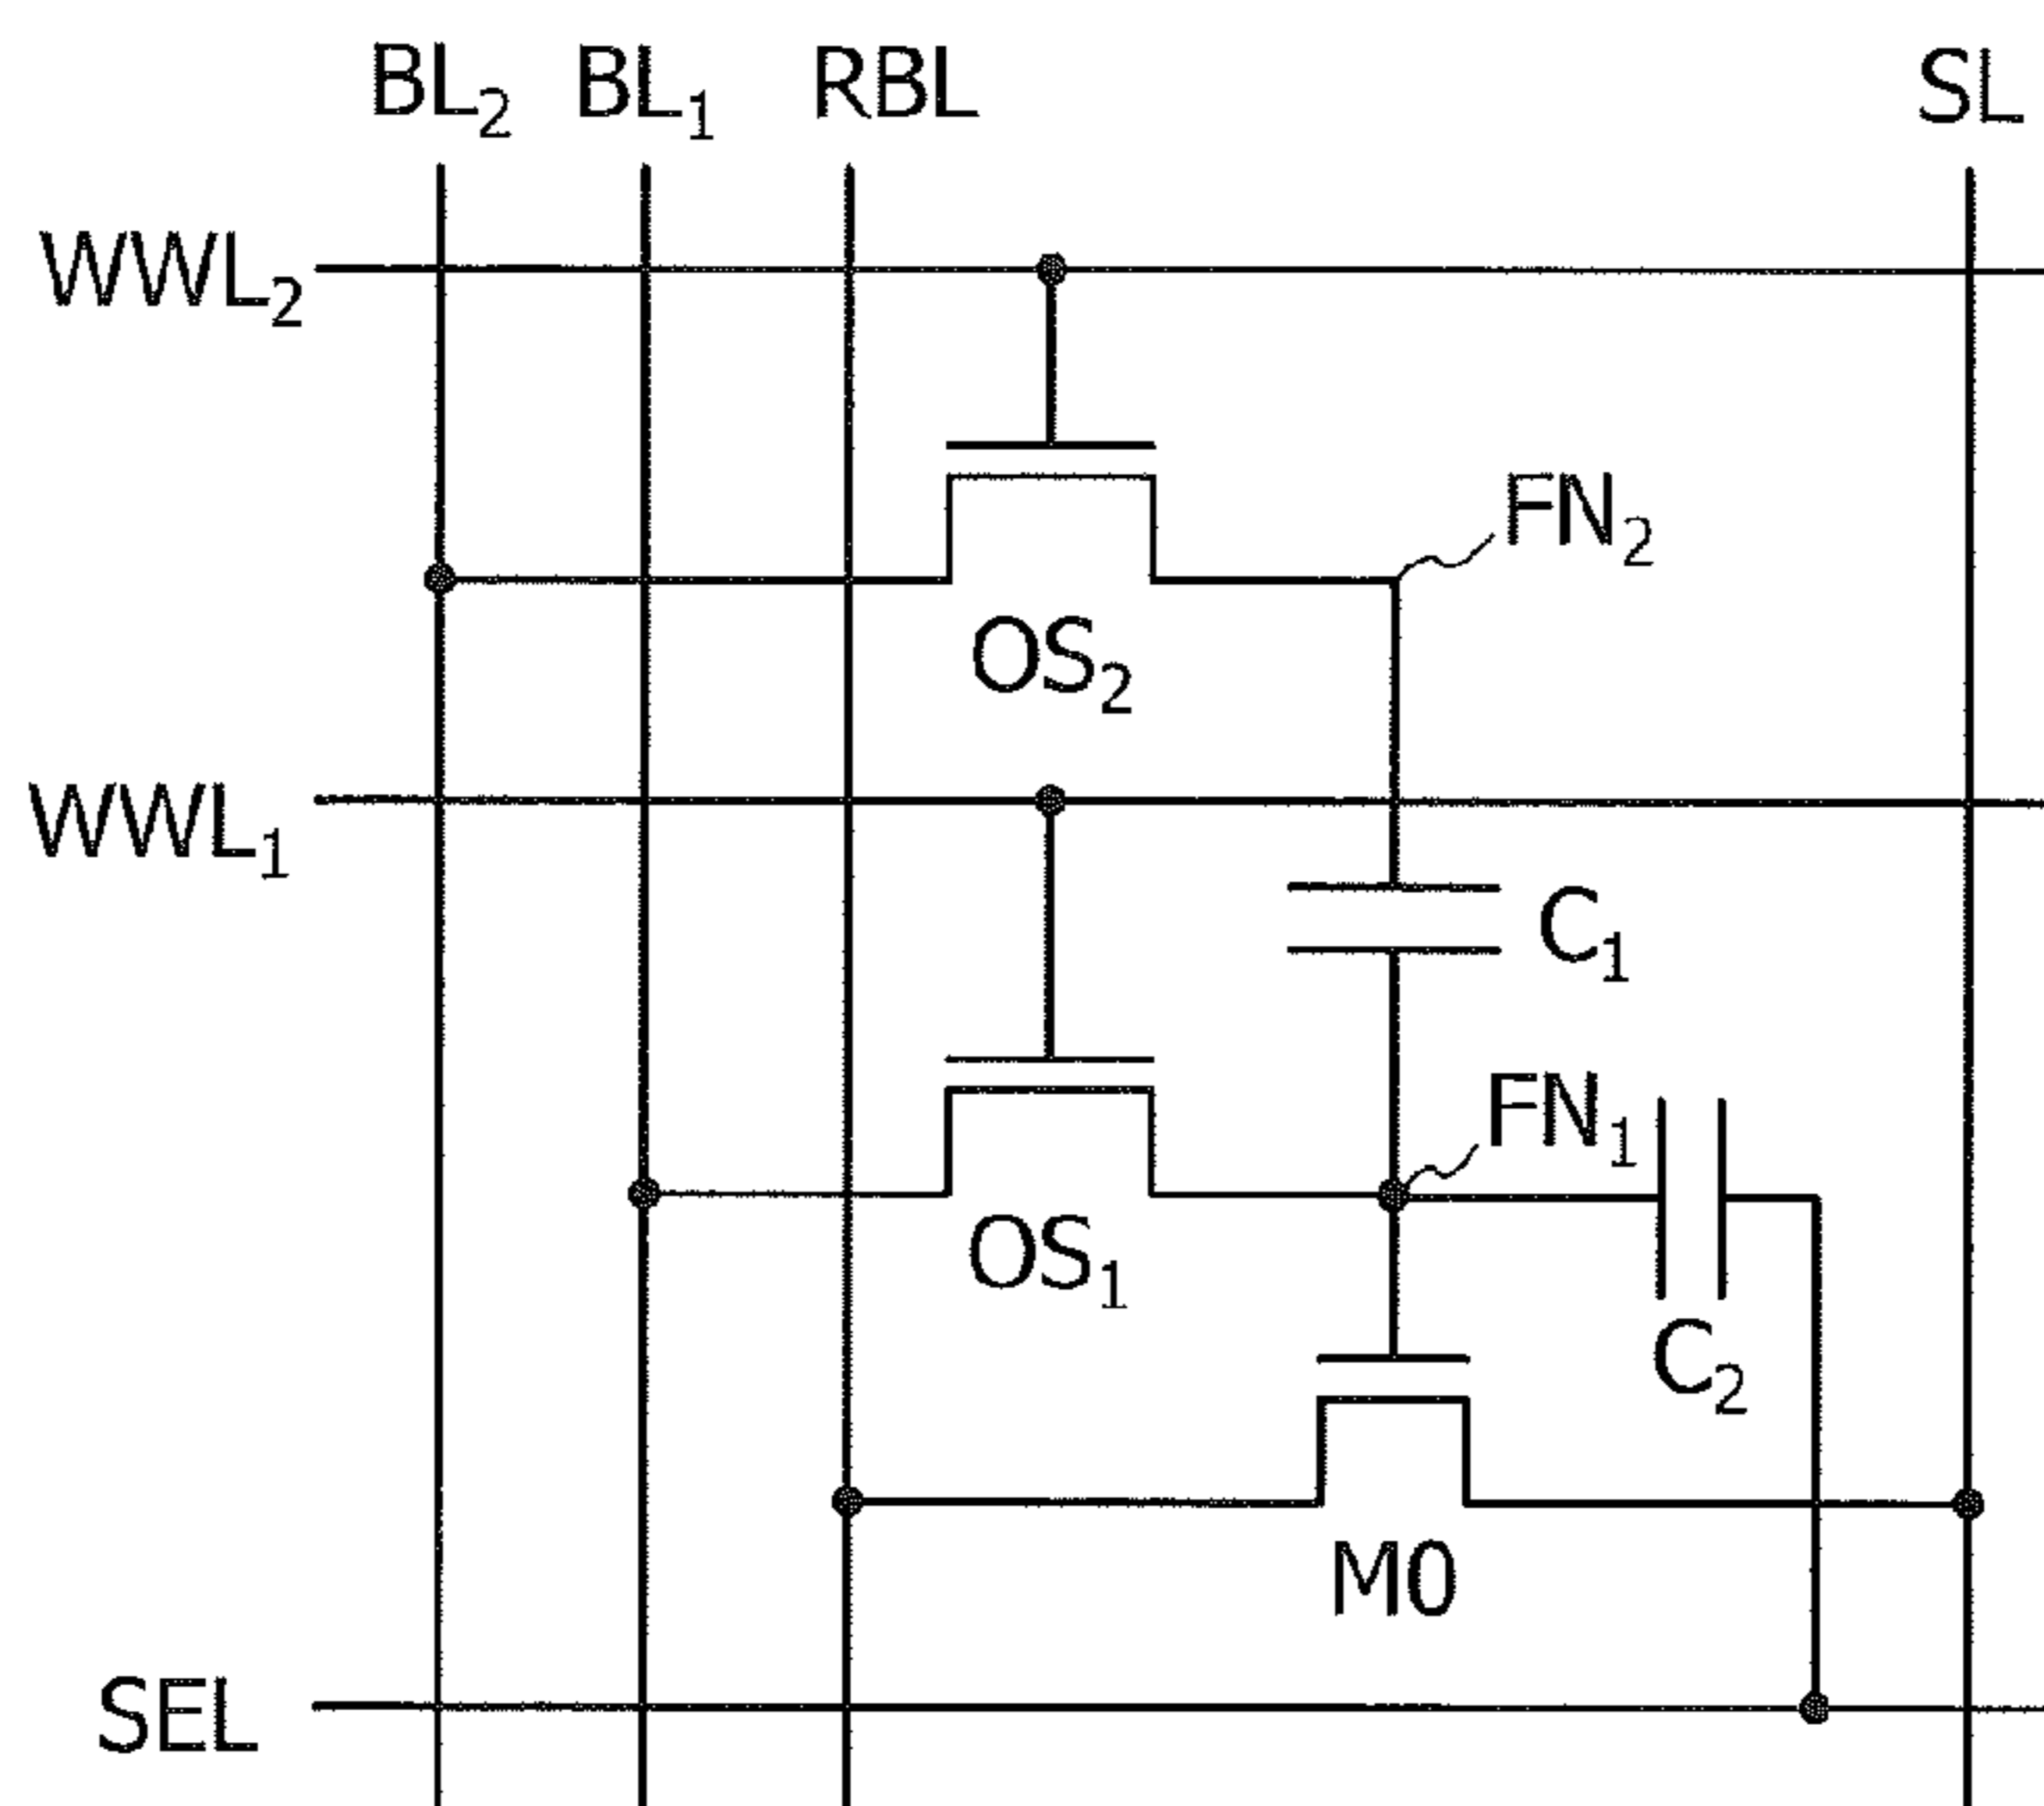 BL₂ BL₁ RBL SL
WWL₂
FN₂
OS₂
WWL₁
C₁
FN₁
OS₁
C₂
M0
SEL